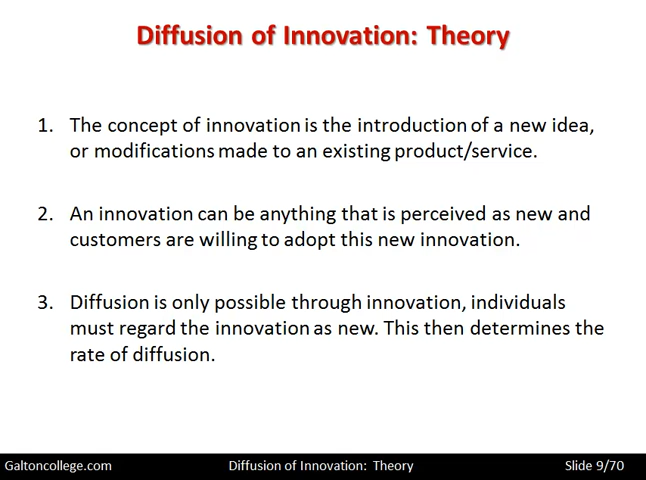 Diffusion of Innovation: Theory
1. The concept of innovation is the introduction of a new idea,
or modifications made to an existing product/service.
2. An innovation can be anything that is perceived as new and
customers are willing to adopt this new innovation.
3. Diffusion is only possible through innovation, individuals
must regard the innovation as new. This then determines the
rate of diffusion.
Galtoncollege.com Diffusion of Innovation: Theory Slide 9/70